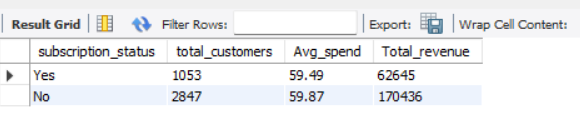 Result Grid Filter Rows: Export: Wrap Cell Content:
subscription_status total_customers Avg_spend Total_revenue
Yes 1053 59.49 62645
No 2847 59.87 170436